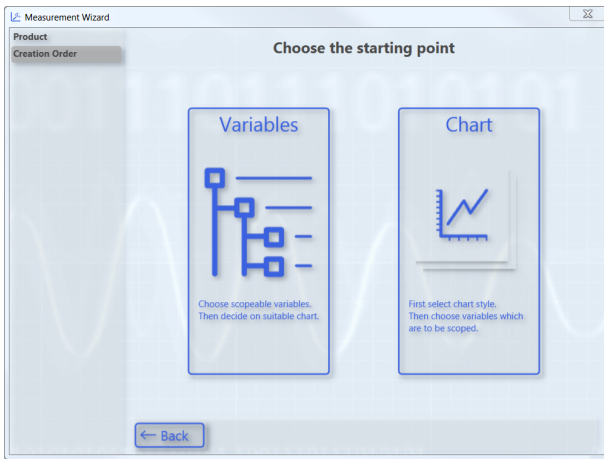 Measurement Wizard
Product
Creation Order
Choose the starting point
Variables
Choose scopeable variables.
Then decide on suitable chart.
Chart
First select chart style.
Then choose variables which
are to be scoped.
← Back